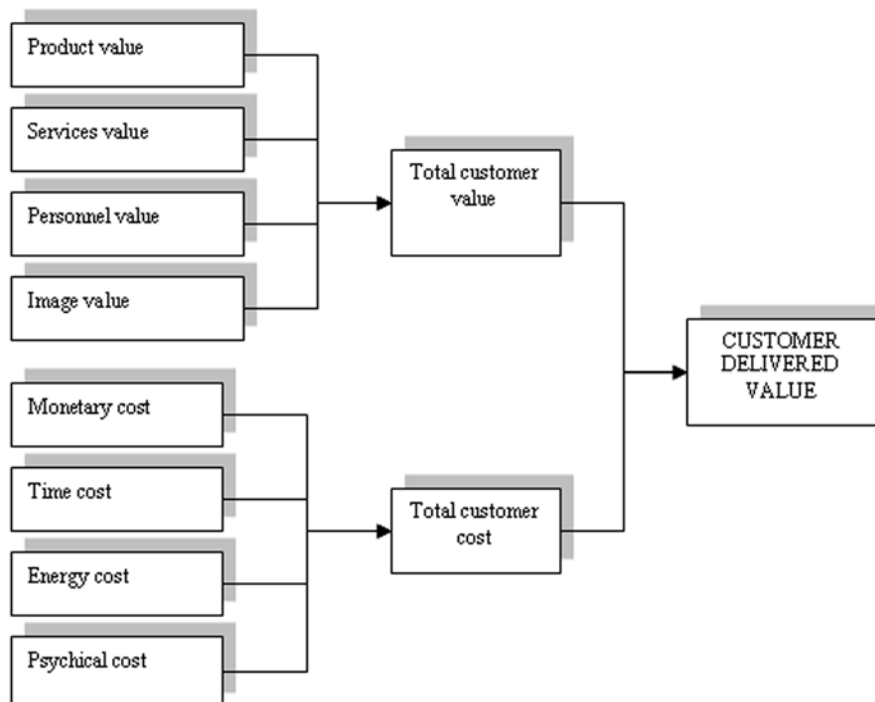 Product value
Services value
Personnel value
Image value
Total customer
value
CUSTOMER
DELIVERED
VALUE
Monetary cost
Time cost
Energy cost
Psychical cost
Total customer
cost